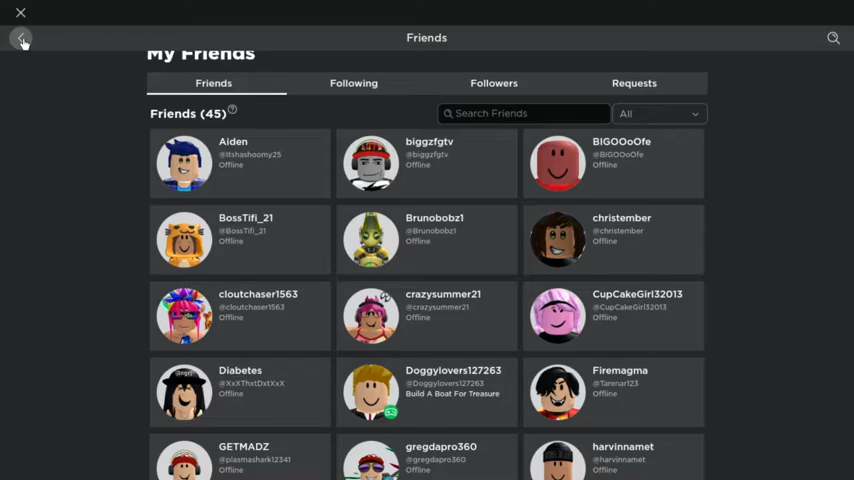 Friends
My Friends
Friends
Following
Followers
Requests
Friends (45)
Search Friends
All
Aiden
@Itshashoomy25
Offline
biggzfgtv
@biggzfgtv
Offline
BIGOOoOfe
@BIGOOoOfe
Offline
BossTifi_21
@BossTifi_21
Offline
Brunobobz1
@Brunobobz1
Offline
christember
@christember
Offline
cloutchaser1563
@cloutchaser1563
Offline
crazysummer21
@crazysummer21
Offline
CupCakeGirl32013
@CupCakeGirl32013
Offline
Diabetes
@XxXThxtDxtXxX
Offline
Doggylovers127263
@Doggylovers127263
Build A Boat For Treasure
Firemagma
@Tarenar123
Offline
GETMADZ
@plasmashark12341
Offline
gregdapro360
@gregdapro360
Offline
harvinnamet
@harvinnamet
Offline